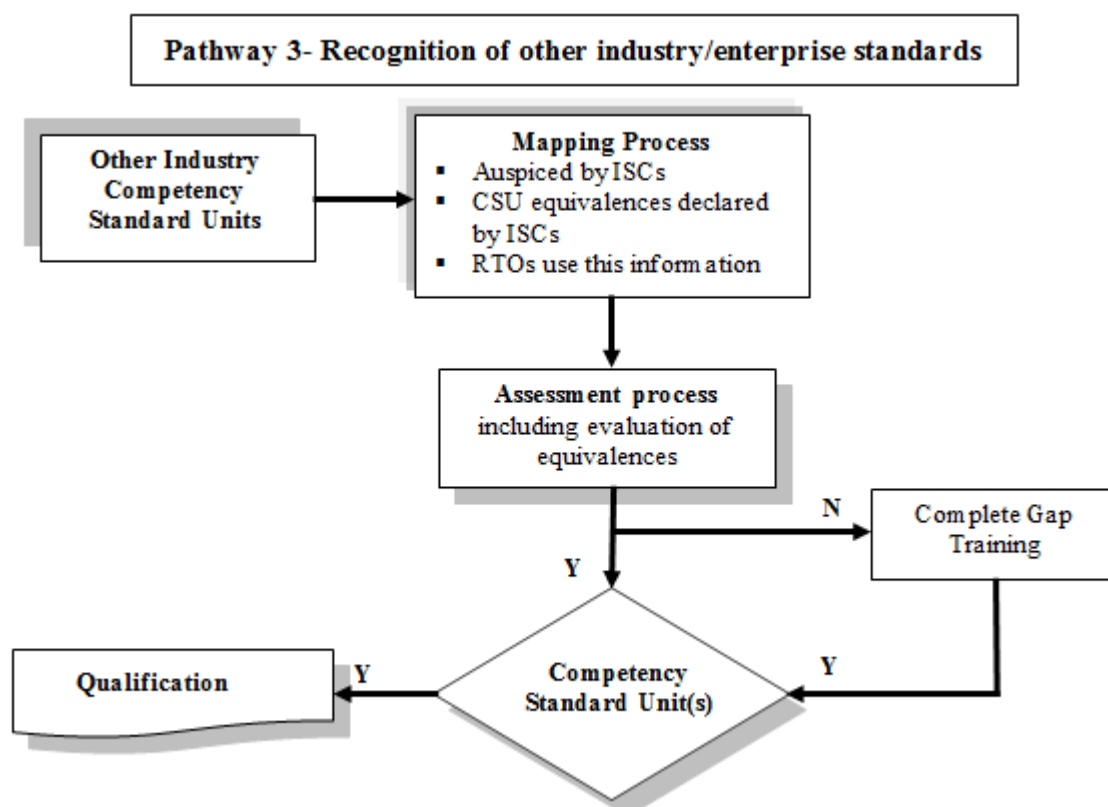 Pathway 3- Recognition of other industry/enterprise standards
Other Industry
Competency
Standard Units
Mapping Process
▪ Auspiced by ISCs
▪ CSU equivalences declared
by ISCs
▪ RTOs use this information
Assessment process
including evaluation of
equivalences
N
Complete Gap
Training
Y
Y
Competency
Standard Unit(s)
Y
Qualification